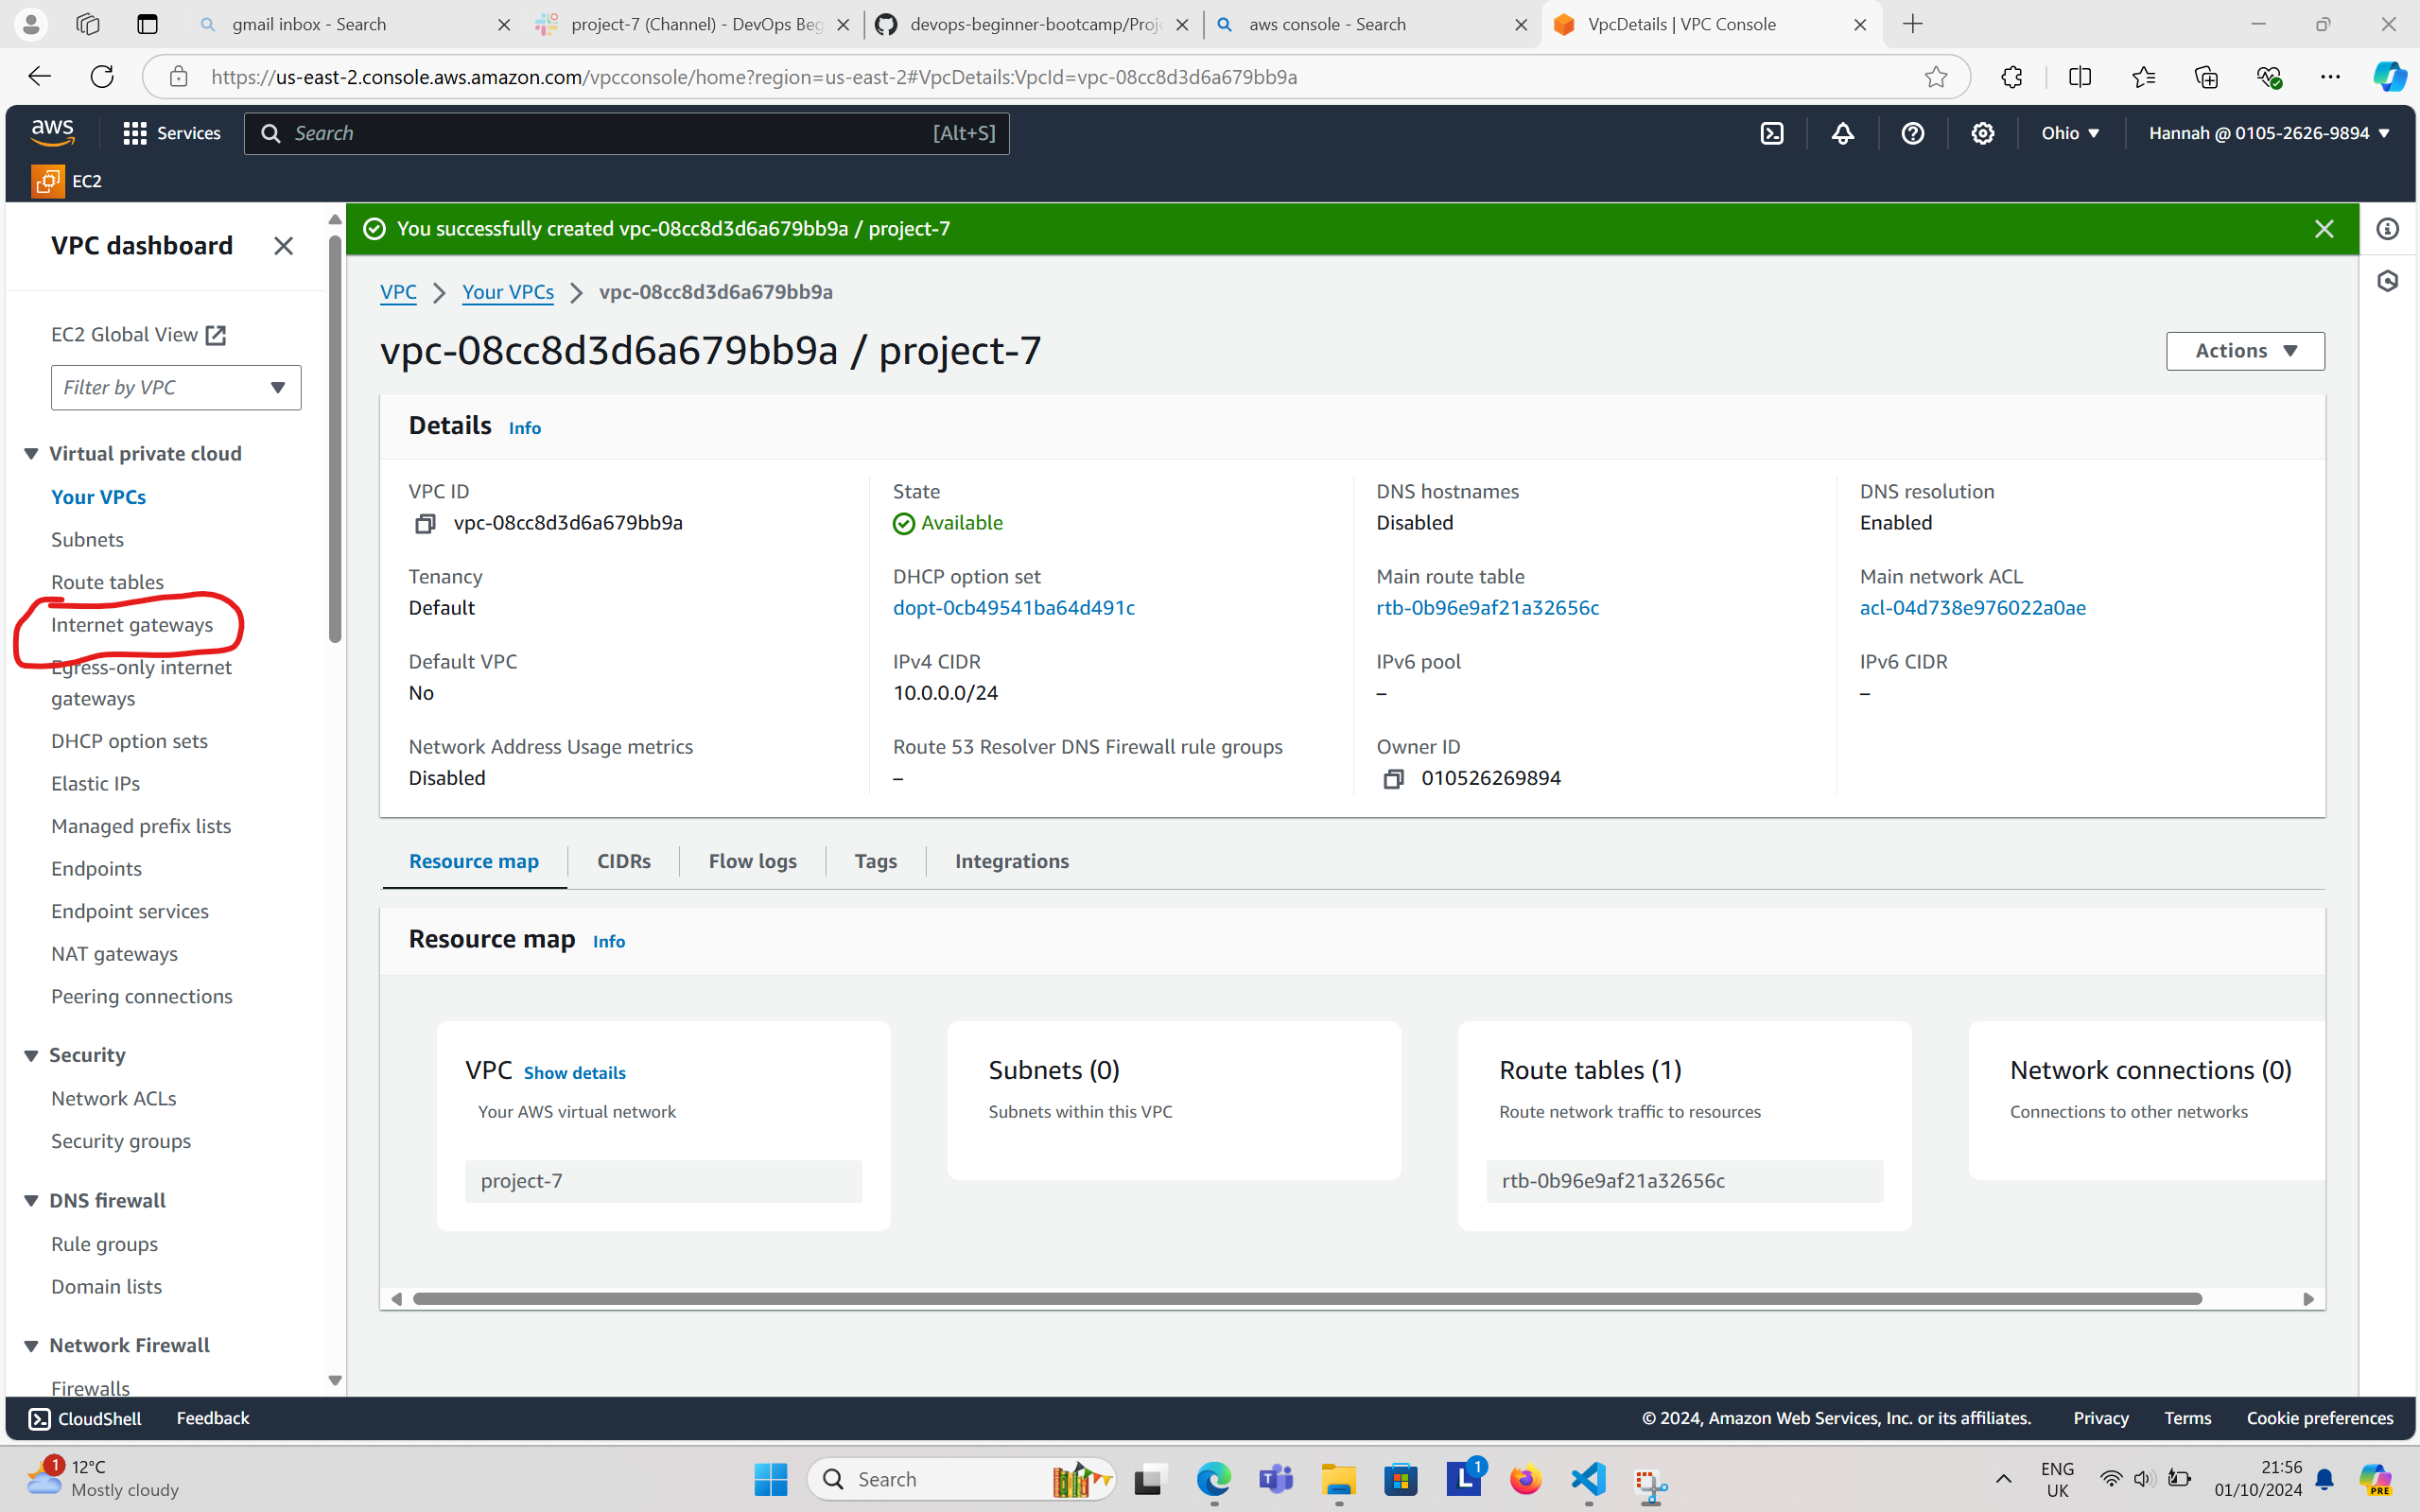 gmail inbox - Search
project-7 (Channel) - DevOps Beg
devops-beginner-bootcamp/Proje
aws console - Search
VpcDetails | VPC Console
https://us-east-2.console.aws.amazon.com/vpcconsole/home?region=us-east-2#VpcDetails:VpcId=vpc-08cc8d3d6a679bb9a
aws
Services
Search
[Alt+S]
Ohio
Hannah @ 0105-2626-9894
EC2
VPC dashboard
EC2 Global View
Filter by VPC
Virtual private cloud
Your VPCs
Subnets
Route tables
Internet gateways
Egress-only internet
gateways
DHCP option sets
Elastic IPs
Managed prefix lists
Endpoints
Endpoint services
NAT gateways
Peering connections
Security
Network ACLs
Security groups
DNS firewall
Rule groups
Domain lists
Network Firewall
Firewalls
You successfully created vpc-08cc8d3d6a679bb9a / project-7
VPC
Your VPCs
vpc-08cc8d3d6a679bb9a
vpc-08cc8d3d6a679bb9a / project-7
Actions
Details Info
VPC ID
vpc-08cc8d3d6a679bb9a
State
Available
DNS hostnames
Disabled
DNS resolution
Enabled
Tenancy
Default
DHCP option set
dopt-0cb49541ba64d491c
Main route table
rtb-0b96e9af21a32656c
Main network ACL
acl-04d738e976022a0ae
Default VPC
No
IPv4 CIDR
10.0.0.0/24
IPv6 pool
–
IPv6 CIDR
–
Network Address Usage metrics
Disabled
Route 53 Resolver DNS Firewall rule groups
–
Owner ID
010526269894
Resource map
CIDRs
Flow logs
Tags
Integrations
Resource map Info
VPC Show details
Your AWS virtual network
project-7
Subnets (0)
Subnets within this VPC
Route tables (1)
Route network traffic to resources
rtb-0b96e9af21a32656c
Network connections (0)
Connections to other networks
CloudShell
Feedback
© 2024, Amazon Web Services, Inc. or its affiliates.
Privacy
Terms
Cookie preferences
1
12°C
Mostly cloudy
Search
L
1
ENG
UK
21:56
01/10/2024
PRE